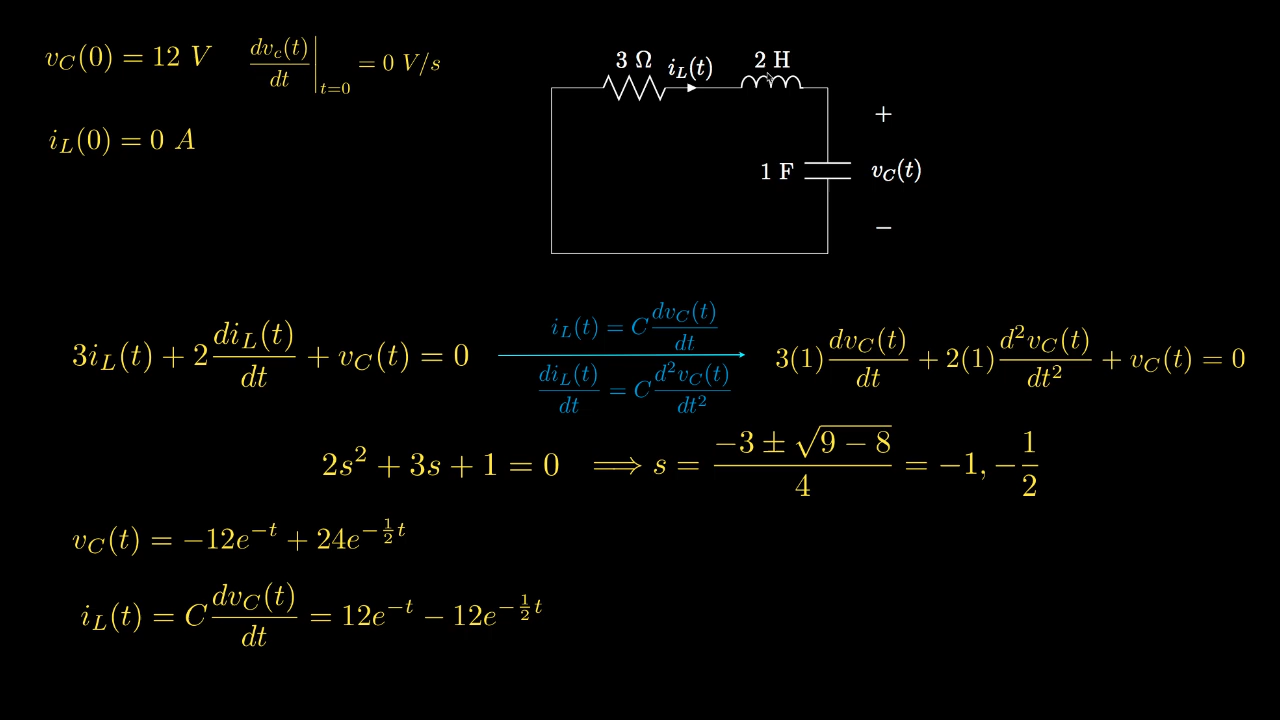 v_C(0) = 12 V   dv_c(t)/dt |_{t=0} = 0 V/s
i_L(0) = 0 A
3 Ω   i_L(t)   2 H
+
1 F   v_C(t)
−
3i_L(t) + 2 di_L(t)/dt + v_C(t) = 0
i_L(t) = C dv_C(t)/dt
di_L(t)/dt = C d²v_C(t)/dt²
3(1) dv_C(t)/dt + 2(1) d²v_C(t)/dt² + v_C(t) = 0
2s² + 3s + 1 = 0 ⟹ s = (−3 ± √(9 − 8))/4 = −1, −1/2
v_C(t) = −12e^{−t} + 24e^{−1/2 t}
i_L(t) = C dv_C(t)/dt = 12e^{−t} − 12e^{−1/2 t}